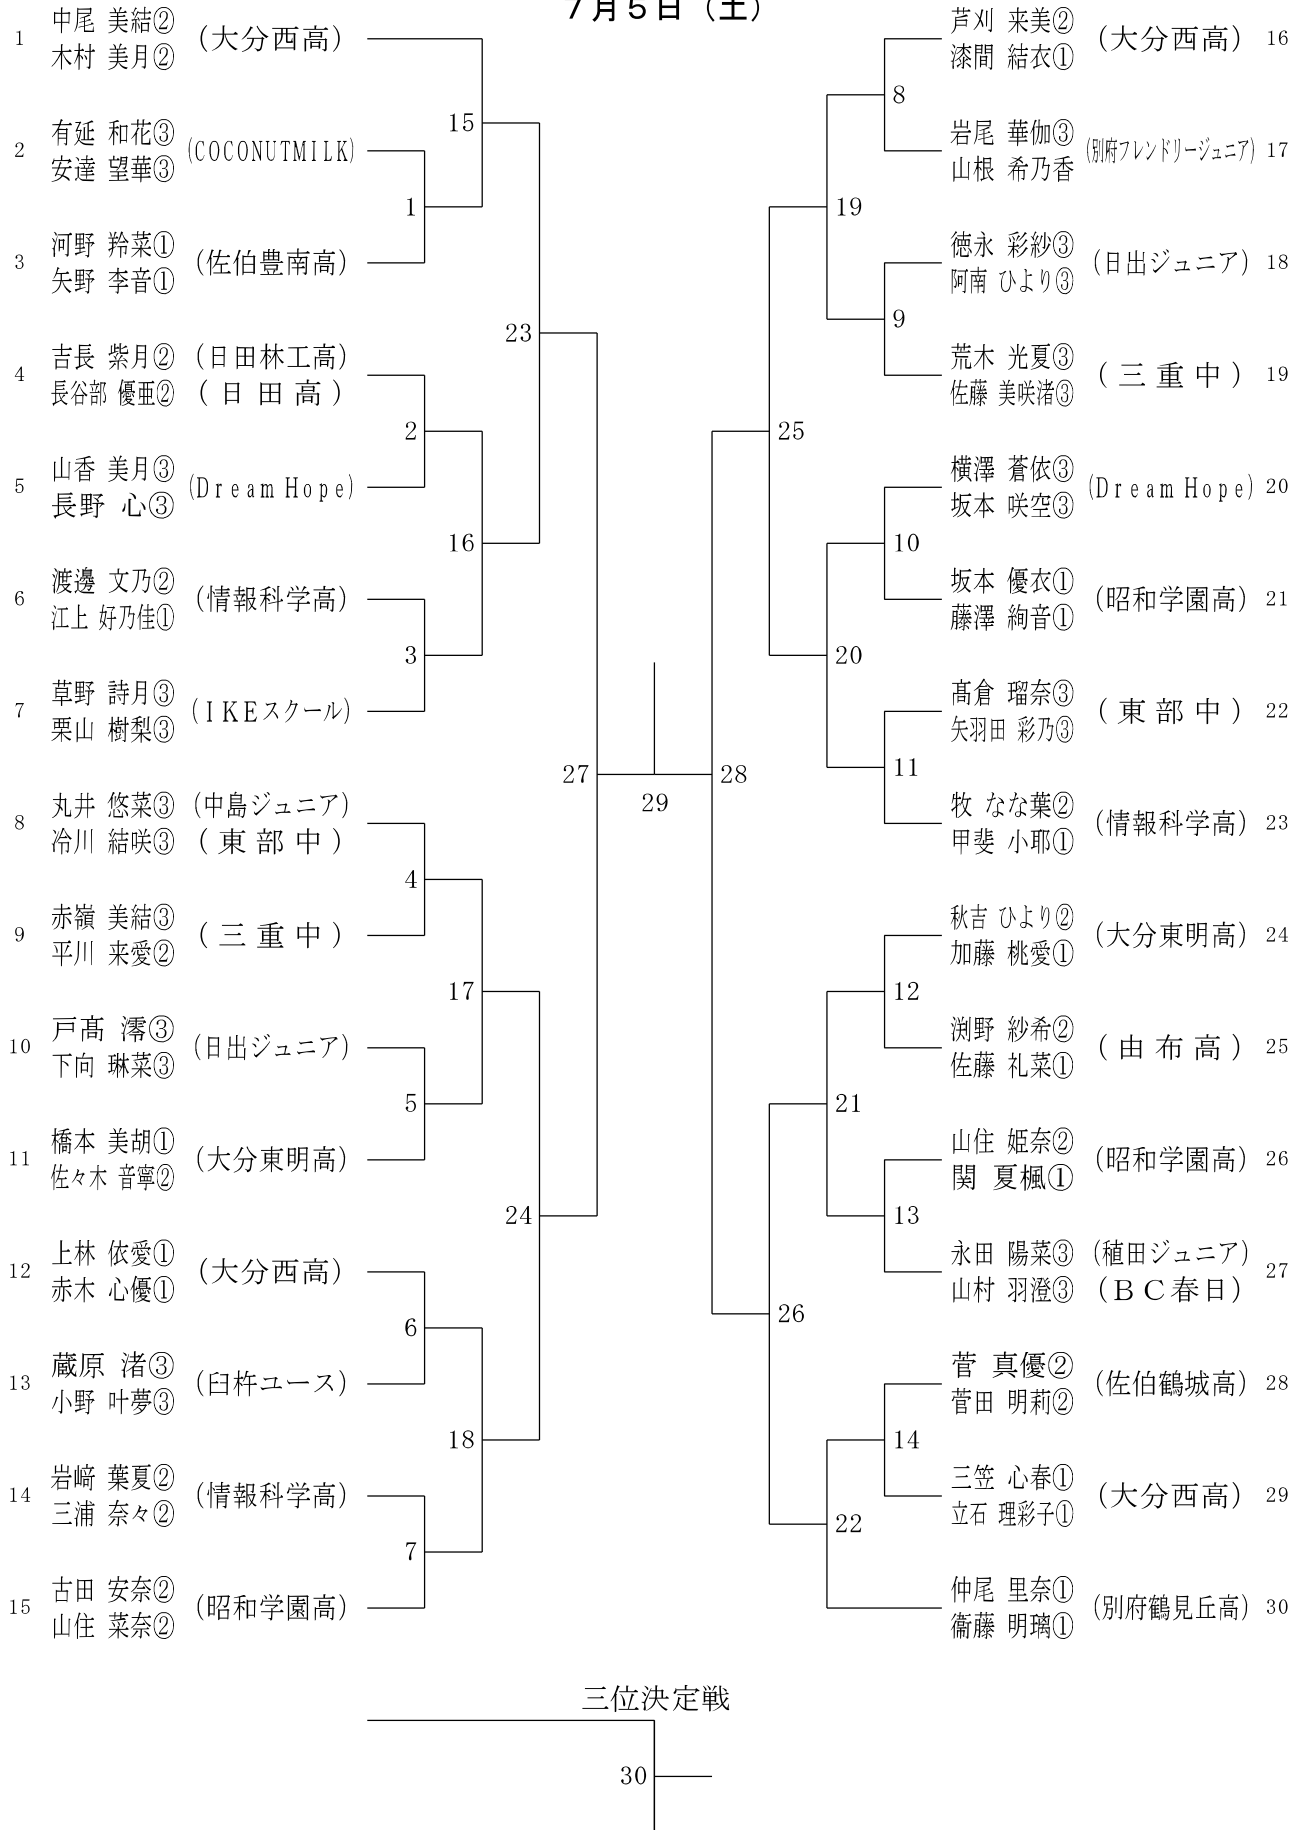 7月5日（土）
1 中尾 美結② 木村 美月② (大分西高)
2 有延 和花③ 安達 望華③ (COCONUTMILK)
3 河野 羚菜① 矢野 李音① (佐伯豊南高)
4 吉長 紫月② (日田林工高) 長谷部 優亜② (日田高)
5 山香 美月③ 長野 心③ (Dream Hope)
6 渡邊 文乃② 江上 好乃佳① (情報科学高)
7 草野 詩月③ 栗山 樹梨③ (IKEスクール)
8 丸井 悠菜③ (中島ジュニア) 冷川 結咲③ (東部中)
9 赤嶺 美結③ 平川 来愛② (三重中)
10 戸髙 澪③ 下向 琳菜③ (日出ジュニア)
11 橋本 美胡① 佐々木 音寧② (大分東明高)
12 上林 依愛① 赤木 心優① (大分西高)
13 蔵原 渚③ 小野 叶夢③ (臼杵ユース)
14 岩﨑 葉夏② 三浦 奈々② (情報科学高)
15 古田 安奈② 山住 菜奈② (昭和学園高)
1
2
3
4
5
6
7
15
16
17
18
23
24
27
29
28
25
26
19
20
21
22
8
9
10
11
12
13
14
芦刈 来美② 漆間 結衣① (大分西高) 16
岩尾 華伽③ 山根 希乃香 (別府フレンドリージュニア) 17
徳永 彩紗③ 阿南 ひより③ (日出ジュニア) 18
荒木 光夏③ 佐藤 美咲渚③ (三重中) 19
横澤 蒼依③ 坂本 咲空③ (Dream Hope) 20
坂本 優衣① 藤澤 絢音① (昭和学園高) 21
髙倉 瑠奈③ 矢羽田 彩乃③ (東部中) 22
牧 なな葉② 甲斐 小耶① (情報科学高) 23
秋吉 ひより② 加藤 桃愛① (大分東明高) 24
渕野 紗希② 佐藤 礼菜① (由布高) 25
山住 姫奈② 関 夏楓① (昭和学園高) 26
永田 陽菜③ (稙田ジュニア) 山村 羽澄③ (BC春日) 27
菅 真優② 菅田 明莉② (佐伯鶴城高) 28
三笠 心春① 立石 理彩子① (大分西高) 29
仲尾 里奈① 衞藤 明璃① (別府鶴見丘高) 30
三位決定戦
30